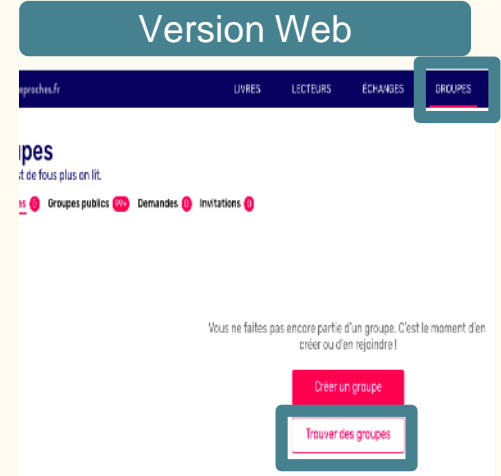 Version Web
eproches.fr LIVRES LECTEURS ÉCHANGES GROUPES
upes
st de fous plus on lit.
es 0 Groupes publics 99+ Demandes 0 Invitations 0
Vous ne faites pas encore partie d'un groupe. C'est le moment d'en
créer ou d'en rejoindre !
Créer un groupe
Trouver des groupes